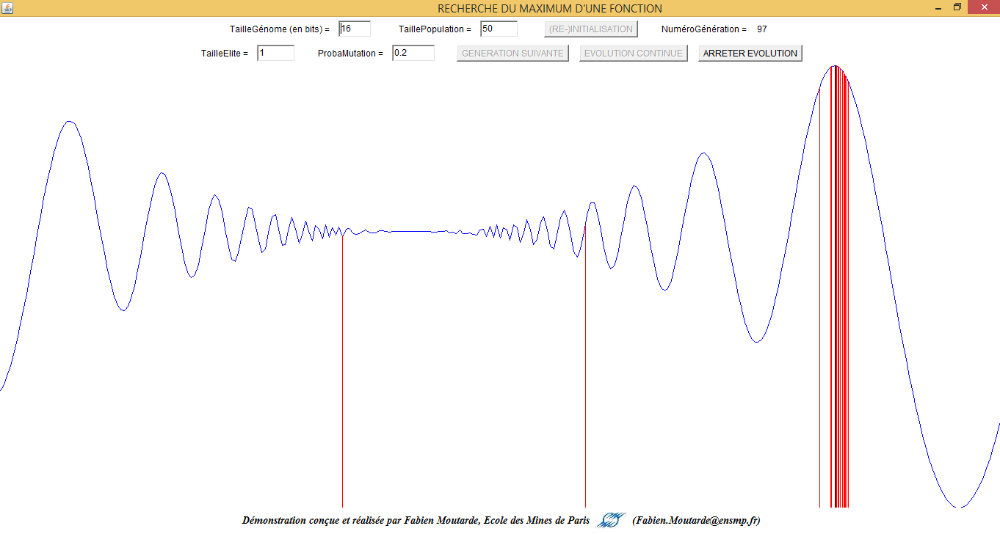 RECHERCHE DU MAXIMUM D'UNE FONCTION
TailleGénome (en bits) = 16 TaillePopulation = 50 (RE-)INITIALISATION NuméroGénération = 97
TailleElite = 1 ProbaMutation = 0.2 GENERATION SUIVANTE EVOLUTION CONTINUE ARRETER EVOLUTION
Démonstration conçue et réalisée par Fabien Moutarde, Ecole des Mines de Paris (Fabien.Moutarde@ensmp.fr)